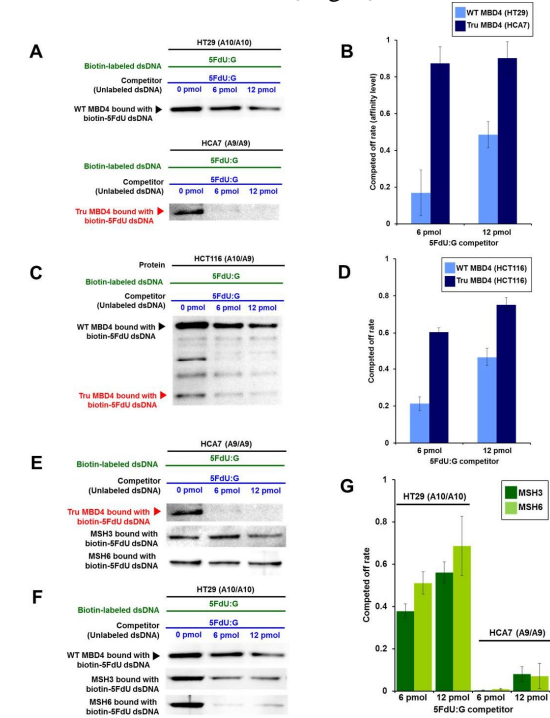 A
HT29 (A10/A10)
5FdU:G
Biotin-labeled dsDNA
Competitor
(Unlabeled dsDNA)
5FdU:G
0 pmol 6 pmol 12 pmol
WT MBD4 bound with
biotin-5FdU dsDNA
HCA7 (A9/A9)
Biotin-labeled dsDNA
5FdU:G
Competitor
(Unlabeled dsDNA)
5FdU:G
0 pmol 6 pmol 12 pmol
Tru MBD4 bound with
biotin-5FdU dsDNA
B
WT MBD4 (HT29)
Tru MBD4 (HCA7)
Competed off rate (affinity level)
1
0.8
0.6
0.4
0.2
0
6 pmol 12 pmol
5FdU:G competitor
C
Protein
HCT116 (A10/A9)
Biotin-labeled dsDNA
5FdU:G
Competitor
(Unlabeled dsDNA)
5FdU:G
0 pmol 6 pmol 12 pmol
WT MBD4 bound with
biotin-5FdU dsDNA
Tru MBD4 bound with
biotin-5FdU dsDNA
D
WT MBD4 (HCT116)
Tru MBD4 (HCT116)
Competed off rate
1
0.8
0.6
0.4
0.2
0
6 pmol 12 pmol
5FdU:G competitor
E
HCA7 (A9/A9)
Biotin-labeled dsDNA
5FdU:G
Competitor
(Unlabeled dsDNA)
5FdU:G
0 pmol 6 pmol 12 pmol
Tru MBD4 bound with
biotin-5FdU dsDNA
MSH3 bound with
biotin-5FdU dsDNA
MSH6 bound with
biotin-5FdU dsDNA
F
HT29 (A10/A10)
Biotin-labeled dsDNA
5FdU:G
Competitor
(Unlabeled dsDNA)
5FdU:G
0 pmol 6 pmol 12 pmol
WT MBD4 bound with
biotin-5FdU dsDNA
MSH3 bound with
biotin-5FdU dsDNA
MSH6 bound with
biotin-5FdU dsDNA
G
MSH3
MSH6
HT29 (A10/A10)
HCA7 (A9/A9)
Competed off rate
1
0.8
0.6
0.4
0.2
0
6 pmol 12 pmol 6 pmol 12 pmol
5FdU:G competitor